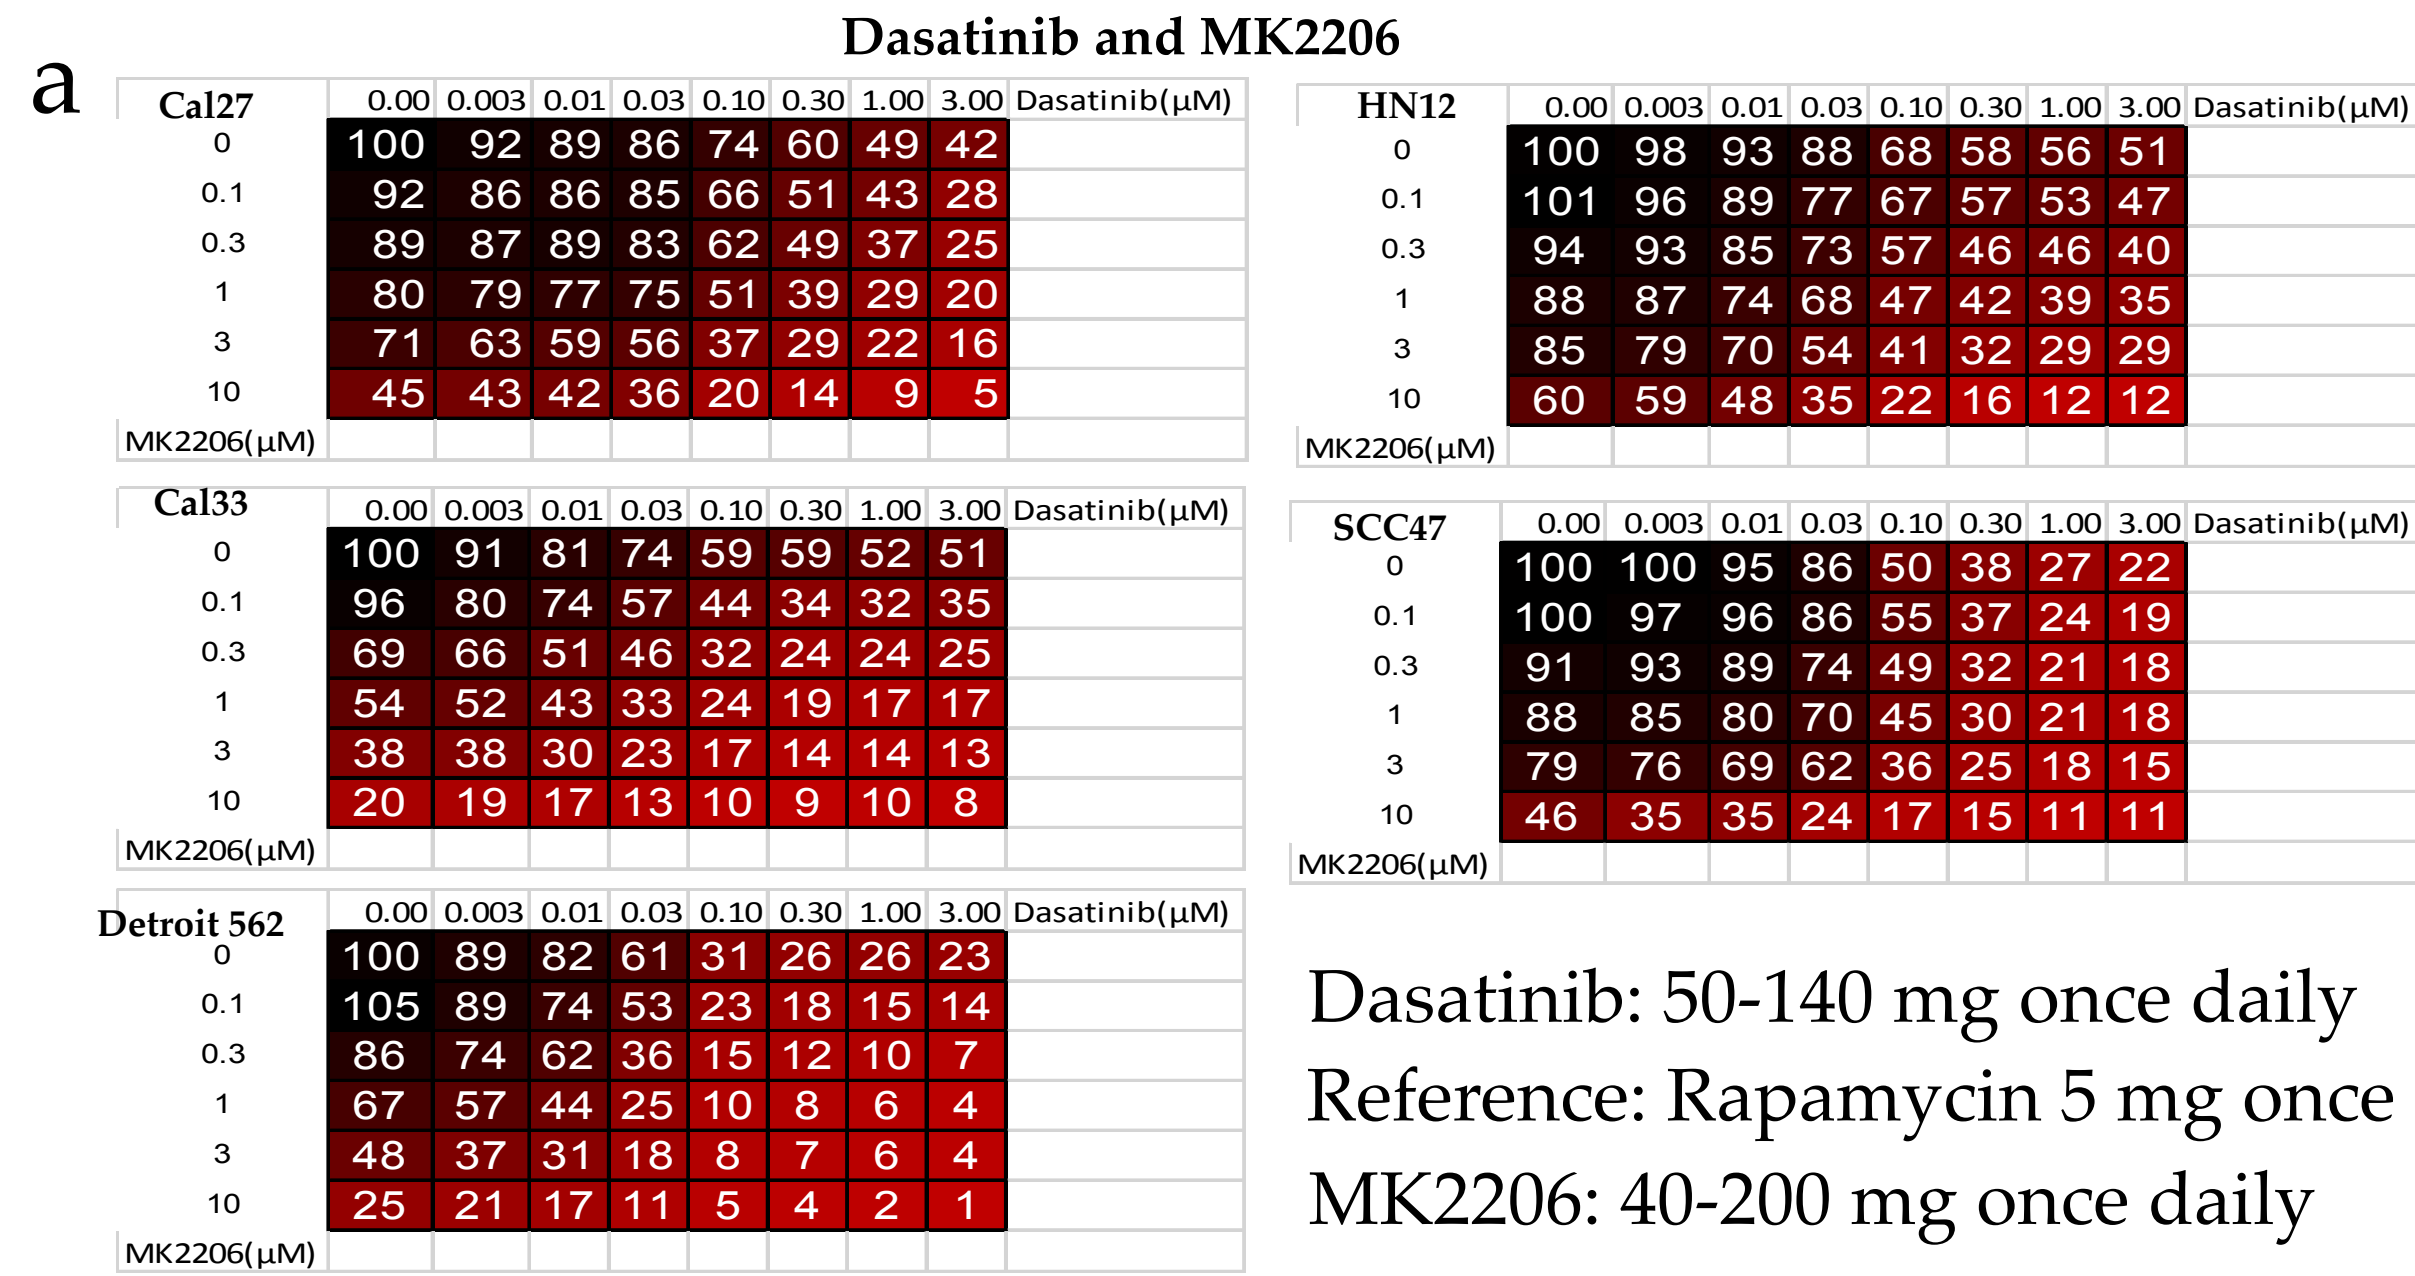 Dasatinib and MK2206
a
Cal27 0.00 0.003 0.01 0.03 0.10 0.30 1.00 3.00 Dasatinib(µM)
0 100 92 89 86 74 60 49 42
0.1 92 86 86 85 66 51 43 28
0.3 89 87 89 83 62 49 37 25
1 80 79 77 75 51 39 29 20
3 71 63 59 56 37 29 22 16
10 45 43 42 36 20 14 9 5
MK2206(µM)
HN12 0.00 0.003 0.01 0.03 0.10 0.30 1.00 3.00 Dasatinib(µM)
0 100 98 93 88 68 58 56 51
0.1 101 96 89 77 67 57 53 47
0.3 94 93 85 73 57 46 46 40
1 88 87 74 68 47 42 39 35
3 85 79 70 54 41 32 29 29
10 60 59 48 35 22 16 12 12
MK2206(µM)
Cal33 0.00 0.003 0.01 0.03 0.10 0.30 1.00 3.00 Dasatinib(µM)
0 100 91 81 74 59 59 52 51
0.1 96 80 74 57 44 34 32 35
0.3 69 66 51 46 32 24 24 25
1 54 52 43 33 24 19 17 17
3 38 38 30 23 17 14 14 13
10 20 19 17 13 10 9 10 8
MK2206(µM)
SCC47 0.00 0.003 0.01 0.03 0.10 0.30 1.00 3.00 Dasatinib(µM)
0 100 100 95 86 50 38 27 22
0.1 100 97 96 86 55 37 24 19
0.3 91 93 89 74 49 32 21 18
1 88 85 80 70 45 30 21 18
3 79 76 69 62 36 25 18 15
10 46 35 35 24 17 15 11 11
MK2206(µM)
Detroit 562 0.00 0.003 0.01 0.03 0.10 0.30 1.00 3.00 Dasatinib(µM)
0 100 89 82 61 31 26 26 23
0.1 105 89 74 53 23 18 15 14
0.3 86 74 62 36 15 12 10 7
1 67 57 44 25 10 8 6 4
3 48 37 31 18 8 7 6 4
10 25 21 17 11 5 4 2 1
MK2206(µM)
Dasatinib: 50-140 mg once daily
Reference: Rapamycin 5 mg once
MK2206: 40-200 mg once daily